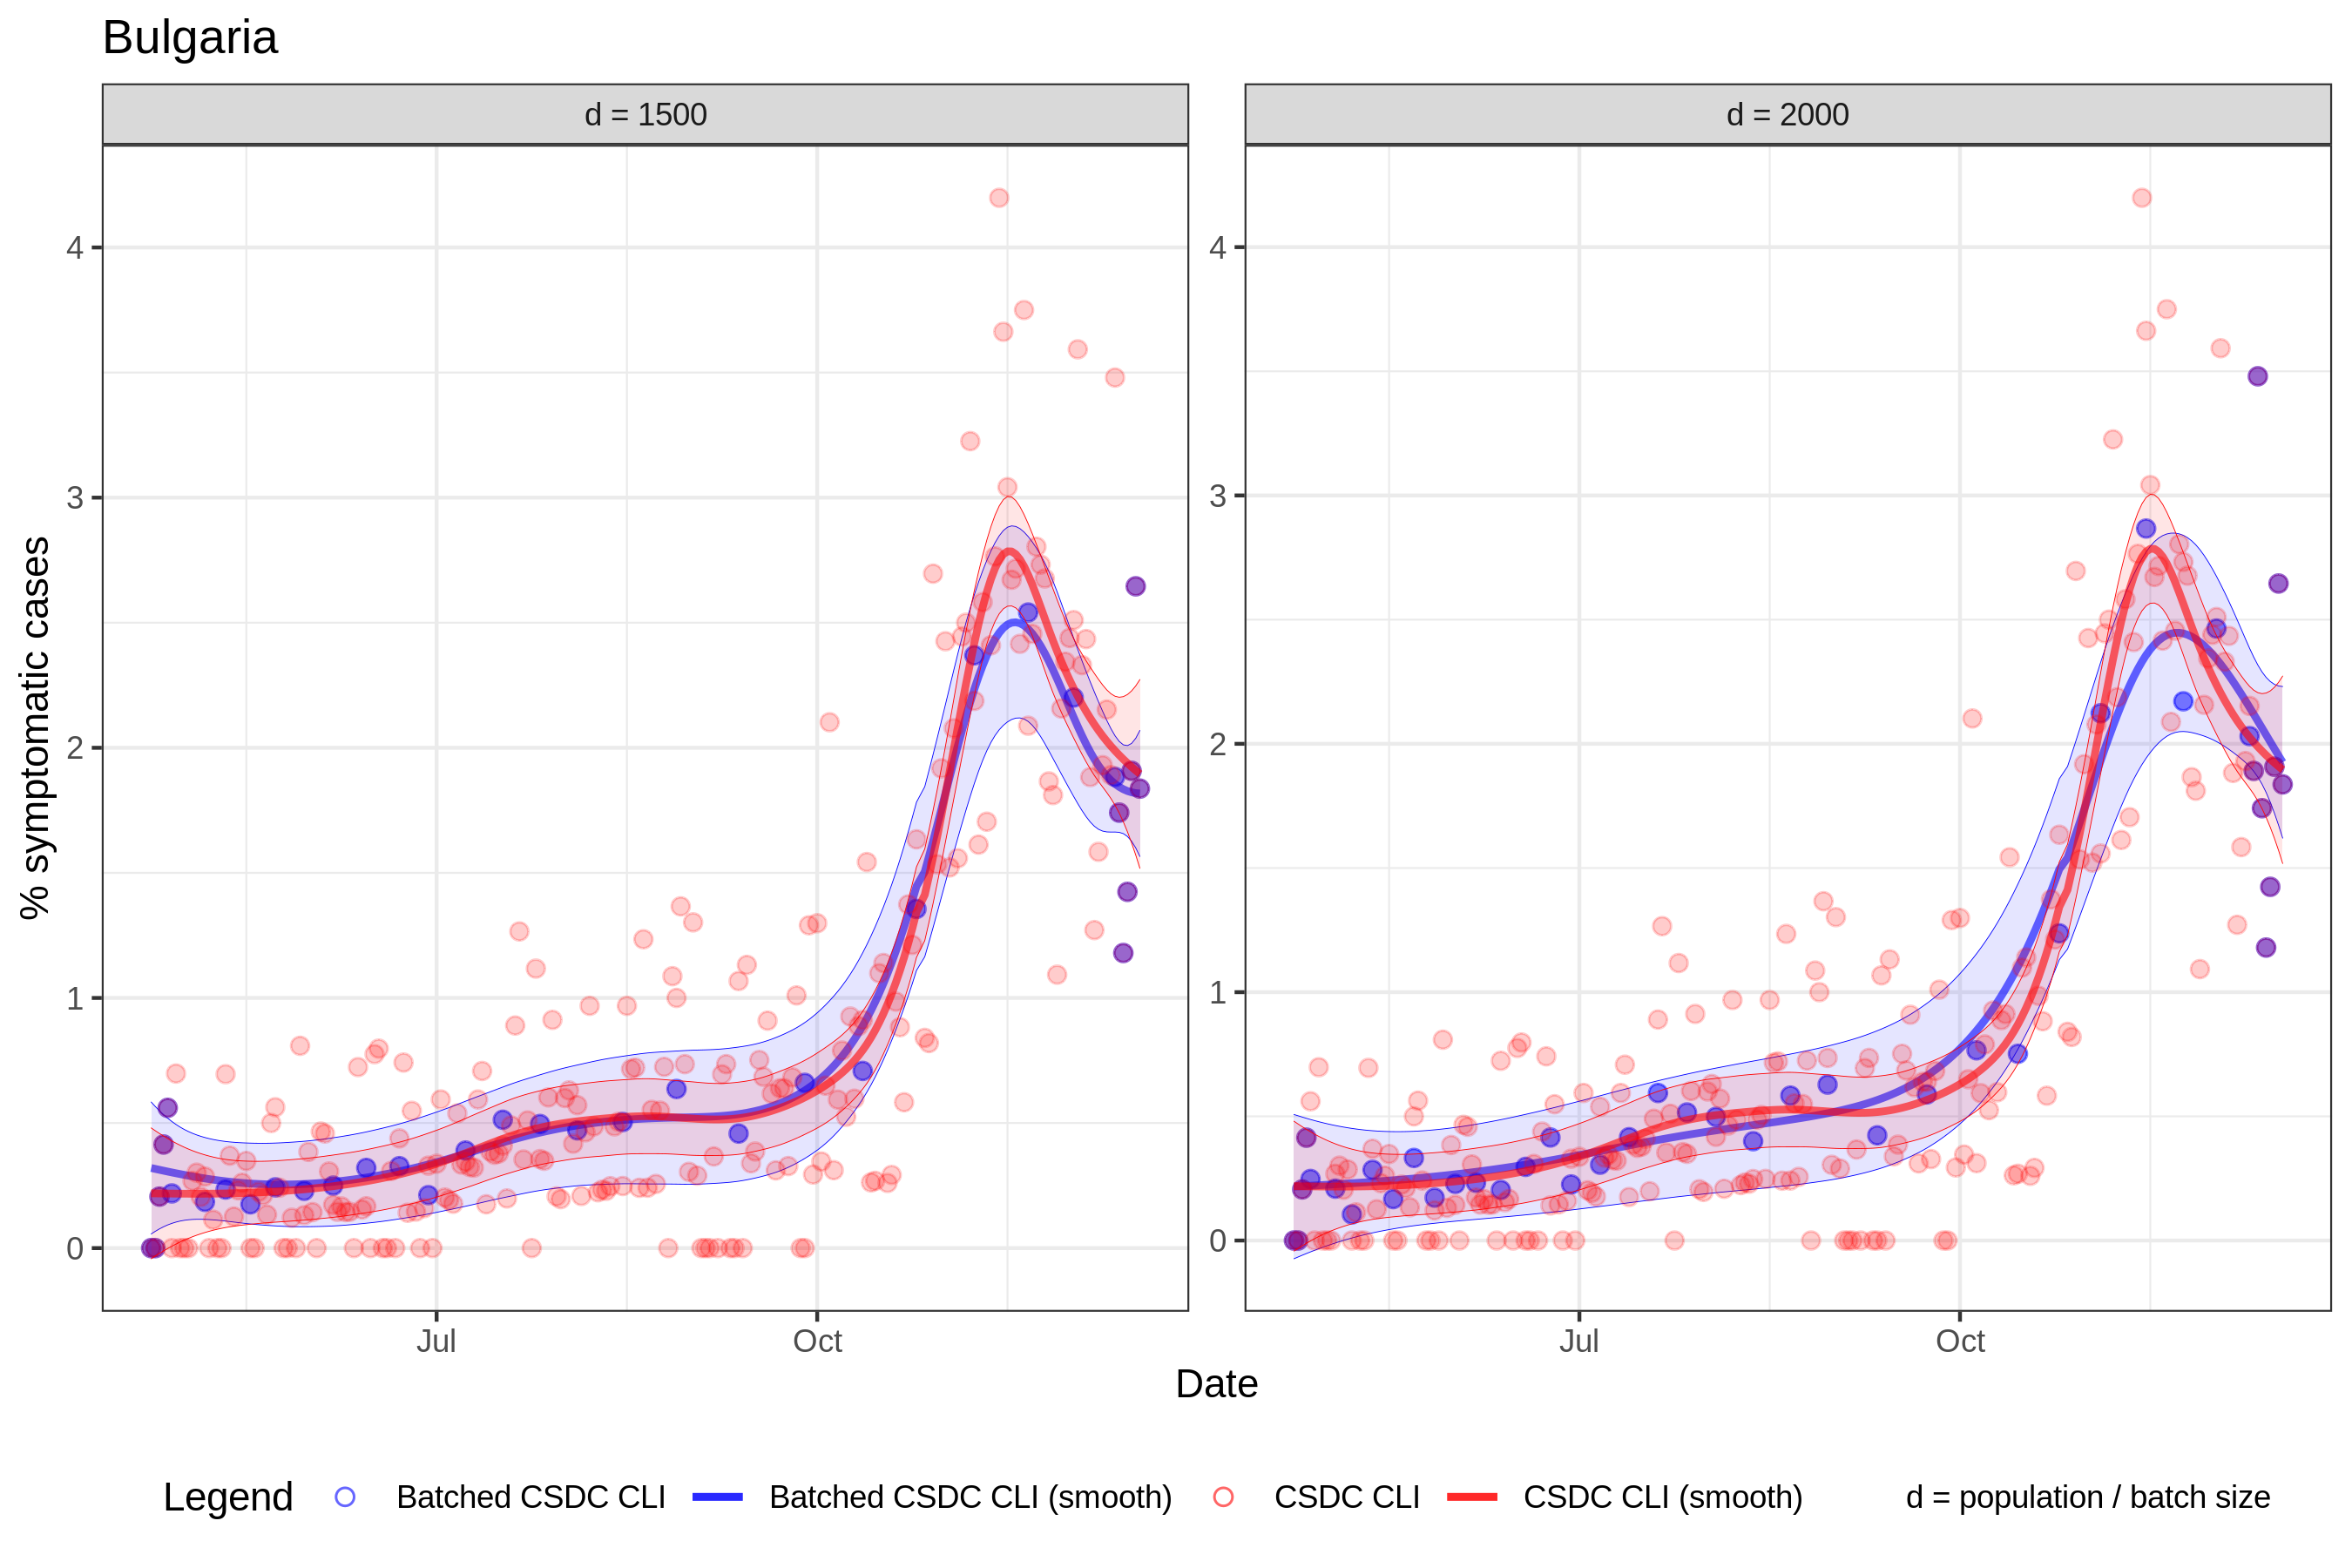 Bulgaria
d = 1500
d = 2000
% symptomatic cases
4
3
2
1
0
4
3
2
1
0
Jul
Oct
Jul
Oct
Date
Legend
Batched CSDC CLI
Batched CSDC CLI (smooth)
CSDC CLI
CSDC CLI (smooth)
d = population / batch size